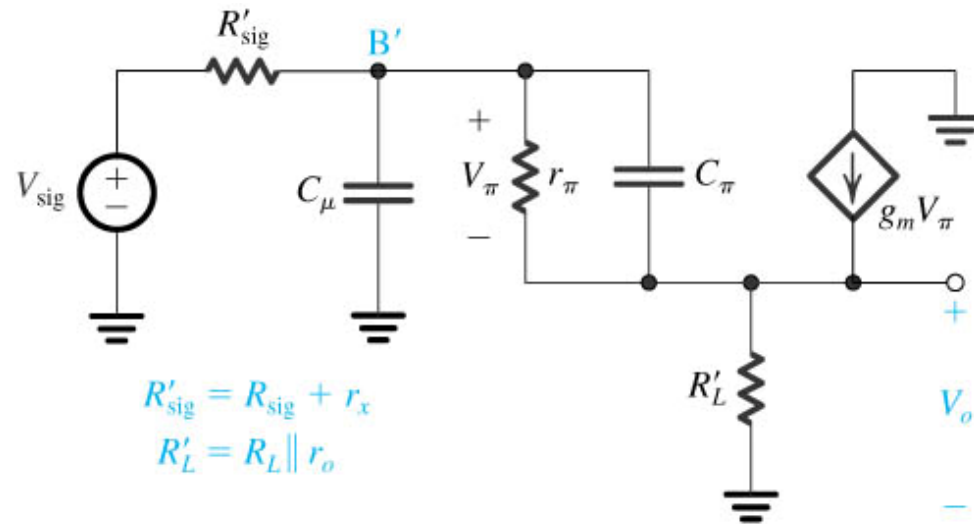 R′sig
B′
+
Vsig
+
−
Cμ
Vπ
rπ
Cπ
−
gmVπ
+
R′sig = Rsig + rx
R′L
Vo
R′L = RL || ro
−